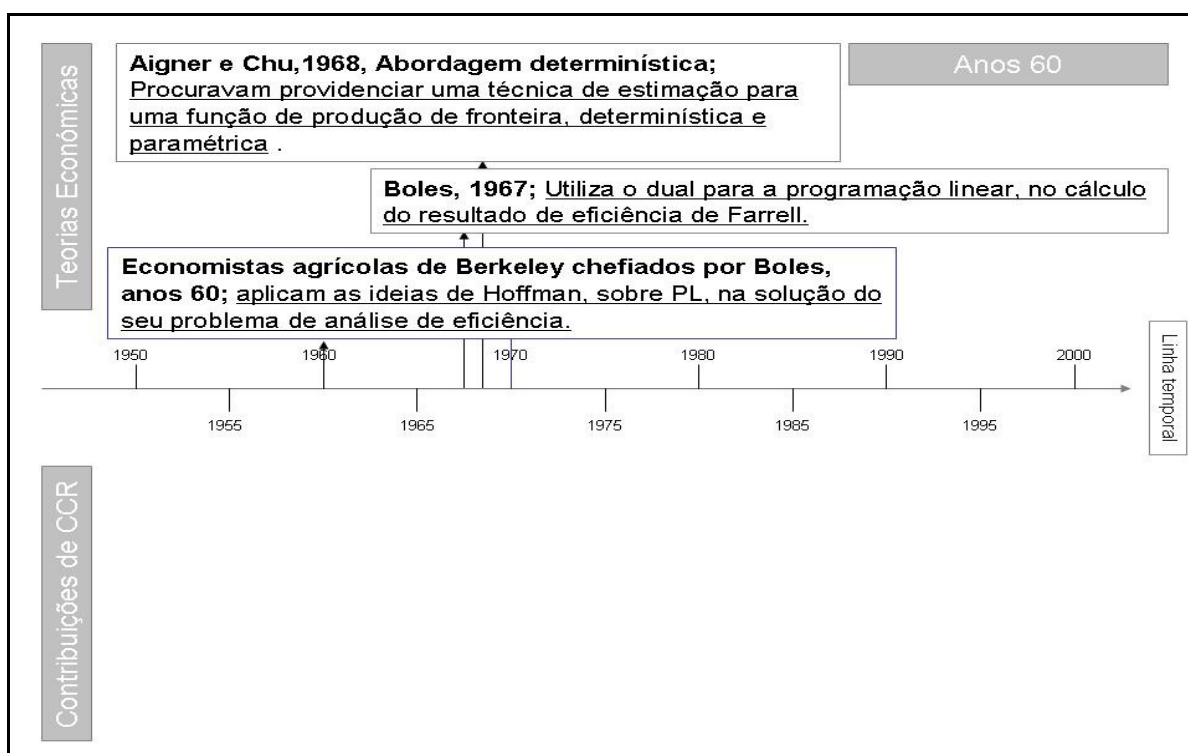 Teorias Económicas
Aigner e Chu,1968, Abordagem determinística;
Procuravam providenciar uma técnica de estimação para
uma função de produção de fronteira, determinística e
paramétrica .
Anos 60
Boles, 1967; Utiliza o dual para a programação linear, no cálculo
do resultado de eficiência de Farrell.
Economistas agrícolas de Berkeley chefiados por Boles,
anos 60; aplicam as ideias de Hoffman, sobre PL, na solução do
seu problema de análise de eficiência.
1950 1960 1970 1980 1990 2000
1955 1965 1975 1985 1995
Linha temporal
Contribuições de CCR